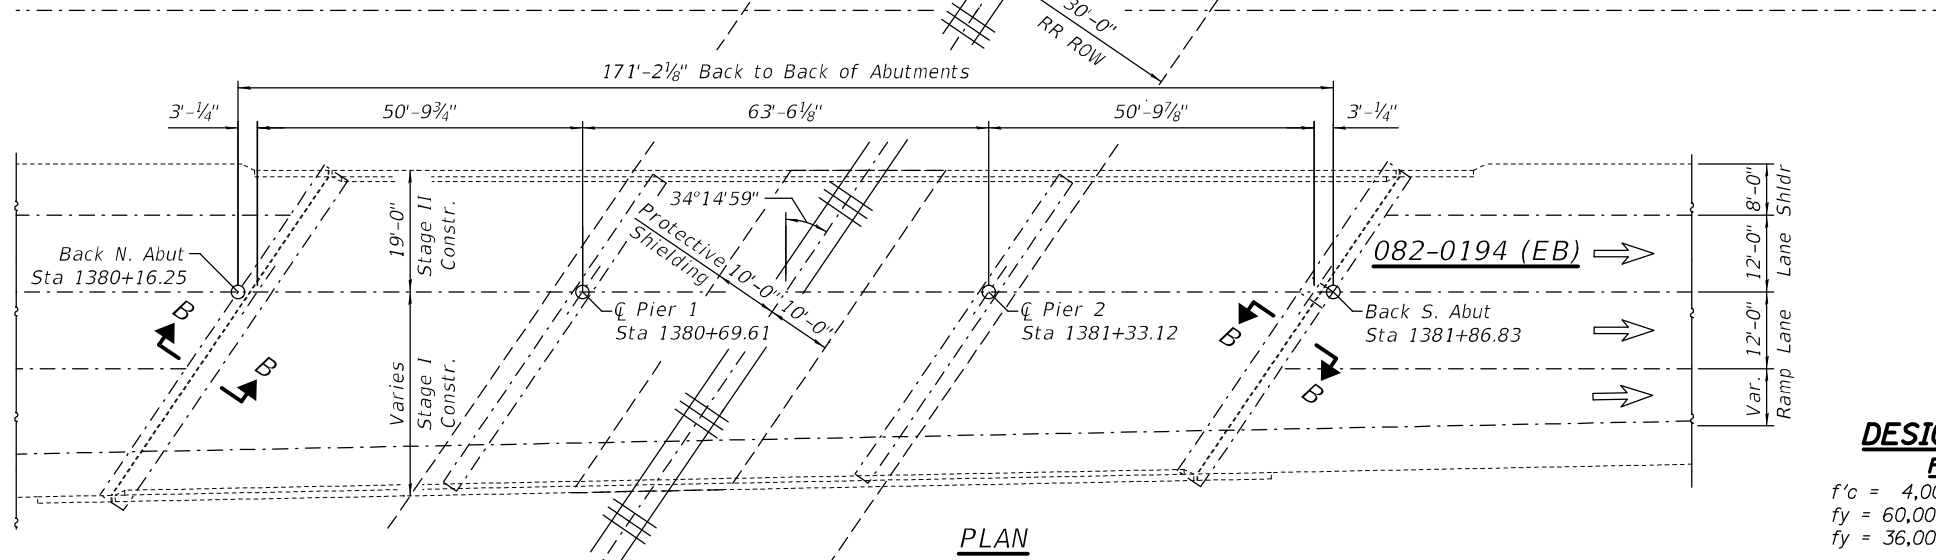 30'-0"
RR ROW
171'-2⅛" Back to Back of Abutments
3'-¼"
50'-9¾"
63'-6⅛"
50'-9⅞"
3'-¼"
19'-0"
Stage II
Constr.
Varies
Stage I
Constr.
34°14'59"
Protective
Shielding
10'-0"
10'-0"
Back N. Abut
Sta 1380+16.25
B
B
℄ Pier 1
Sta 1380+69.61
℄ Pier 2
Sta 1381+33.12
082-0194 (EB)
Back S. Abut
Sta 1381+86.83
B
B
8'-0"
Shldr
12'-0"
Lane
12'-0"
Lane
Var.
Ramp
PLAN
f'c = 4,00
fy = 60,00
fy = 36,00